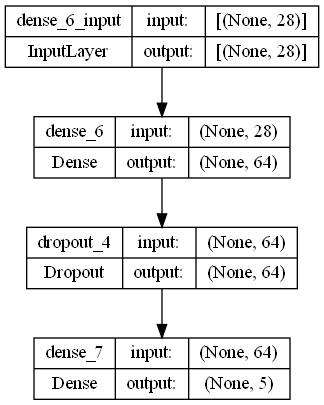 dense_6_input input: [(None, 28)]
InputLayer output: [(None, 28)]
dense_6 input: (None, 28)
Dense output: (None, 64)
dropout_4 input: (None, 64)
Dropout output: (None, 64)
dense_7 input: (None, 64)
Dense output: (None, 5)